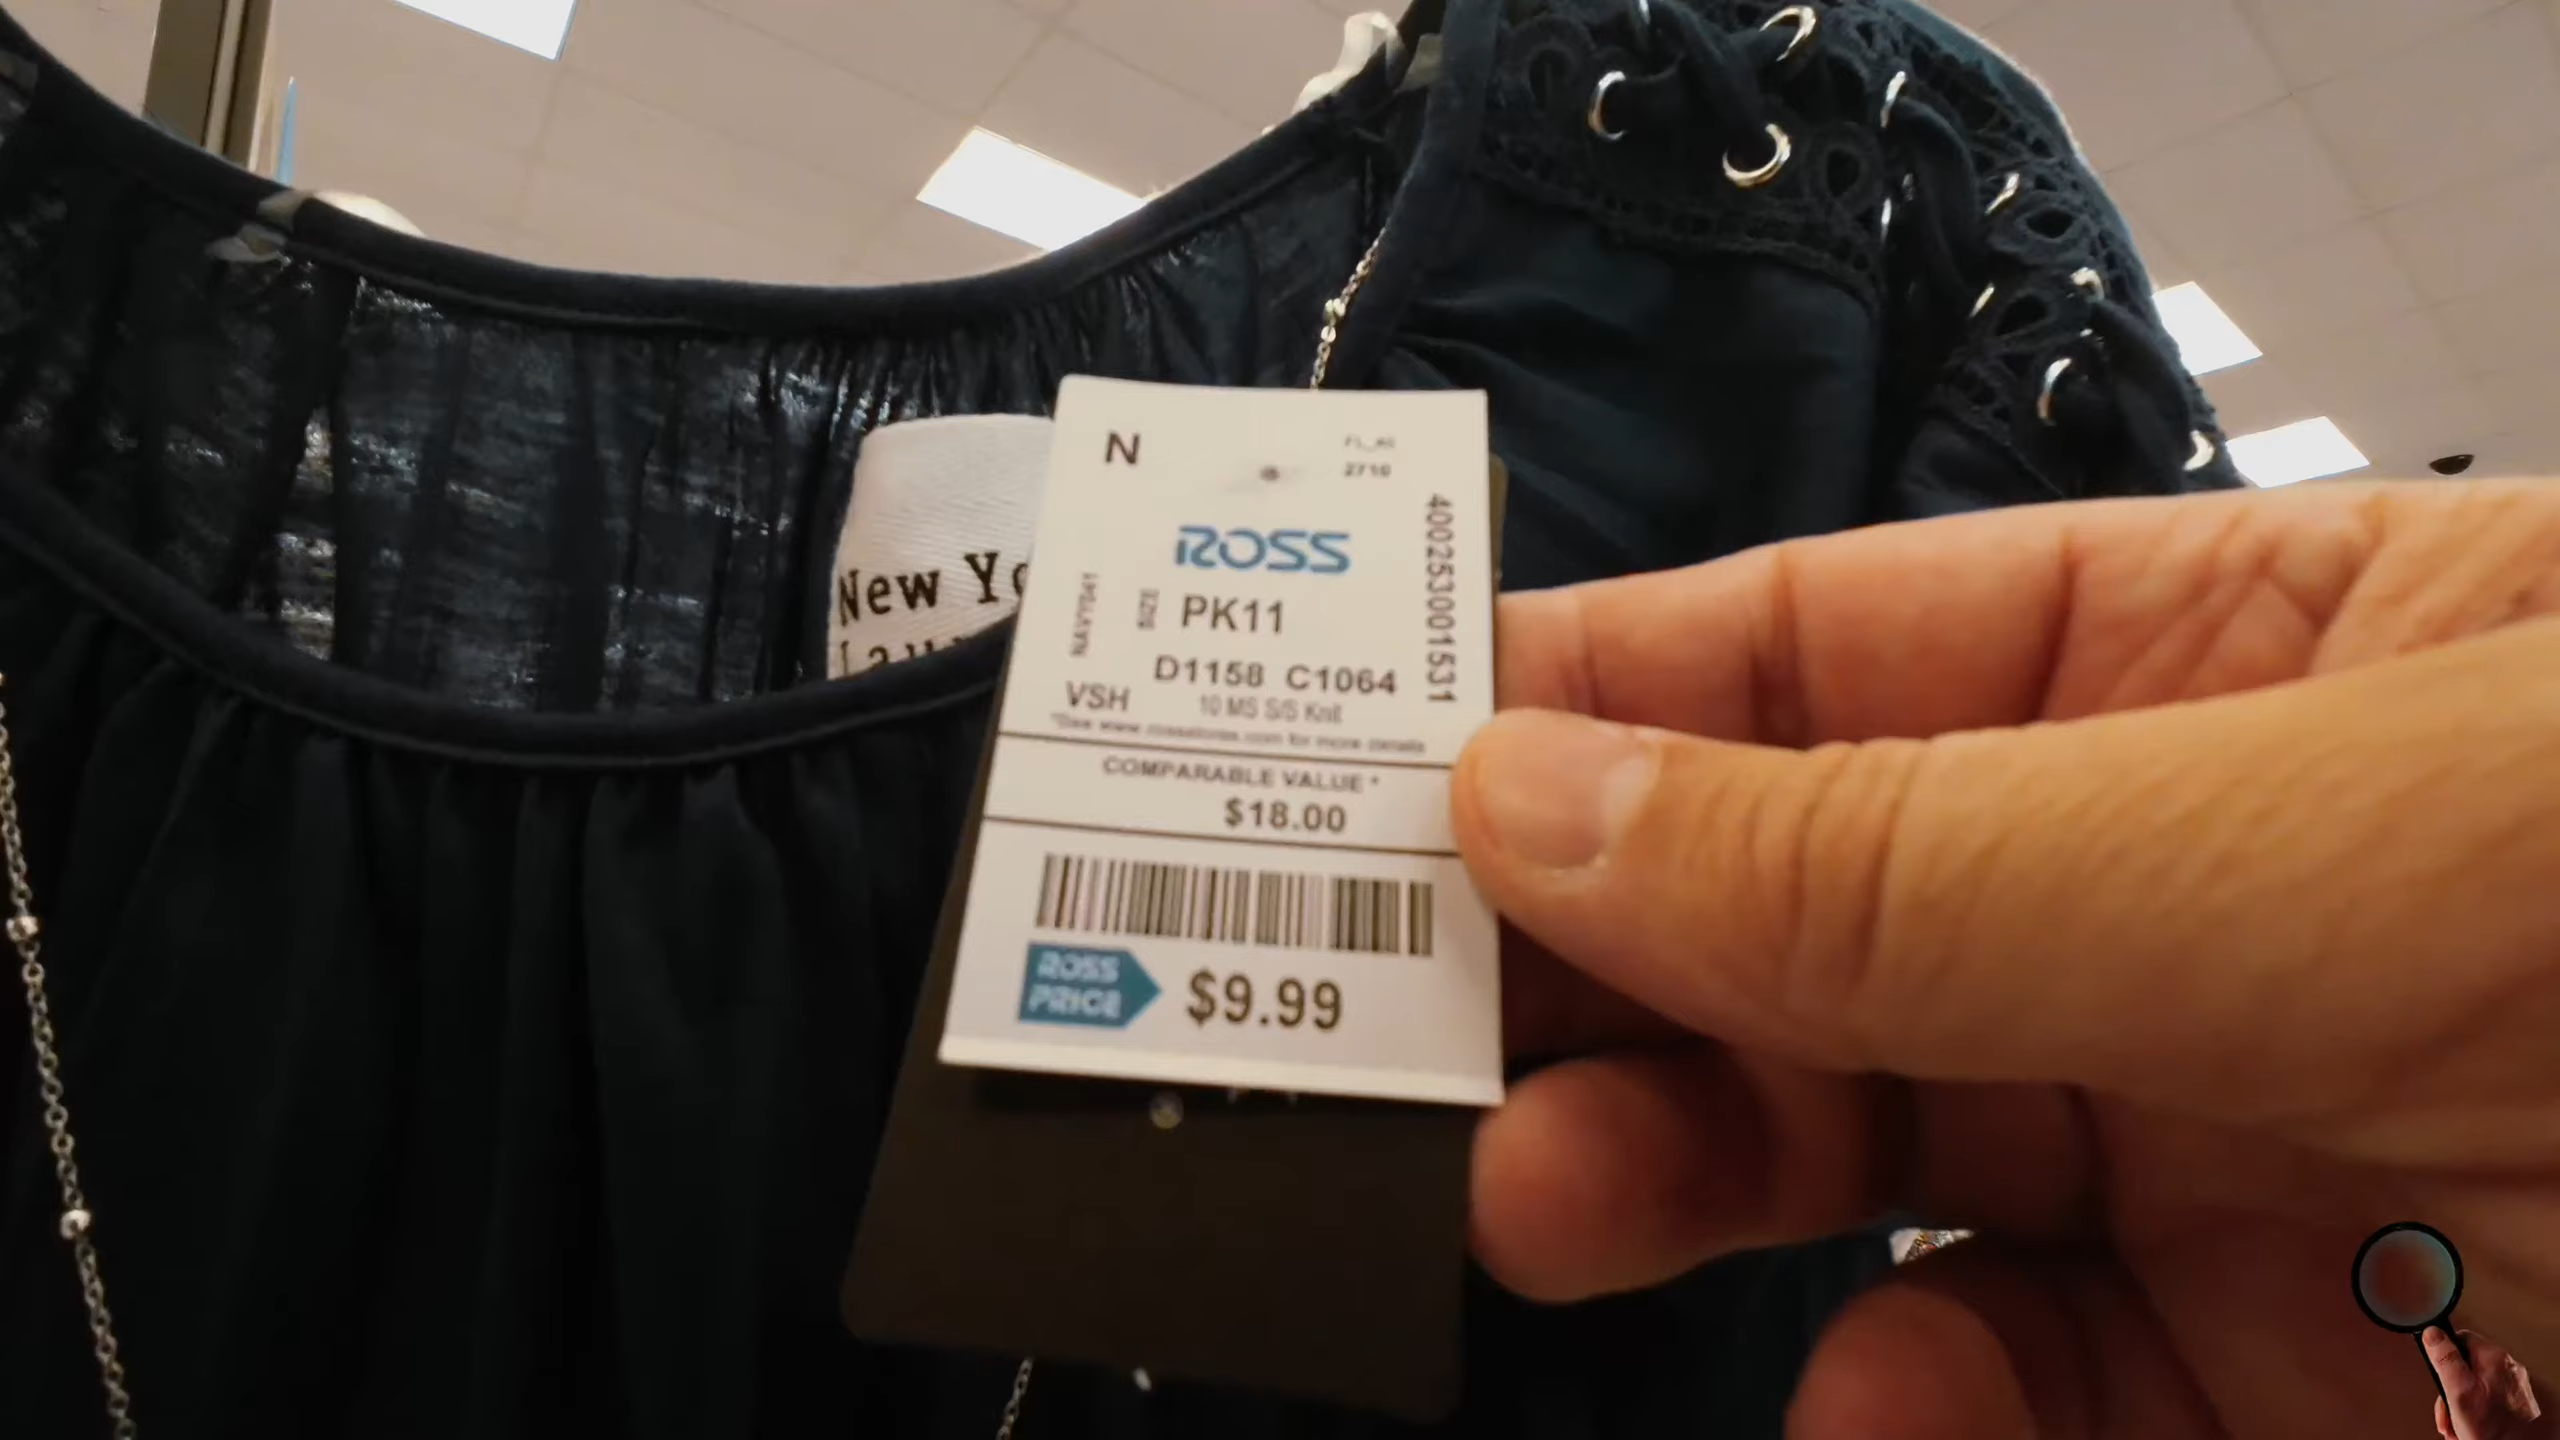 New Yo
N
2710
ROSS
400253001531
NAVY541
SIZE
PK11
D1158 C1064
VSH
10 MS S/S Knit
*See www.rossstores.com for more details
COMPARABLE VALUE *
$18.00
ROSS
PRICE
$9.99